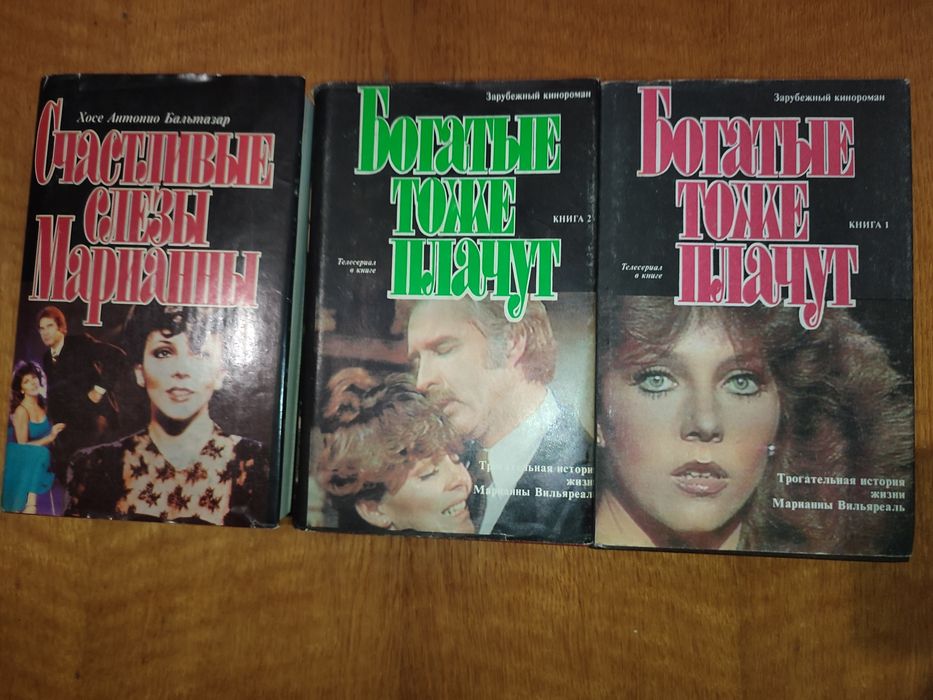 Хосе Антонио Бальтазар
Счастливые
слезы
Марианны
Зарубежный кинороман
Богатые
тоже
КНИГА 2
плачут
Телесериал
в книге
Трогательная истори
жизни
Марианны Вильяреал
Зарубежный кинороман
Богатые
тоже
КНИГА 1
плачут
Телесериал
в книге
Трогательная история
жизни
Марианны Вильяреаль